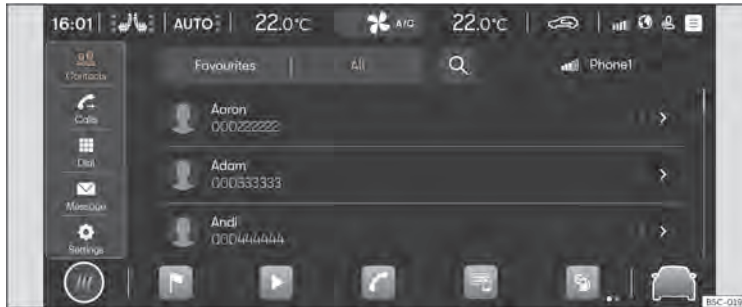 16:01 AUTO 22.0°C A/C 22.0°C
Contacts
Calls
Dial
Message
Settings
Favourites All Phone1
Aaron
000222222
Adam
000333333
Andi
000444444
BSC-019